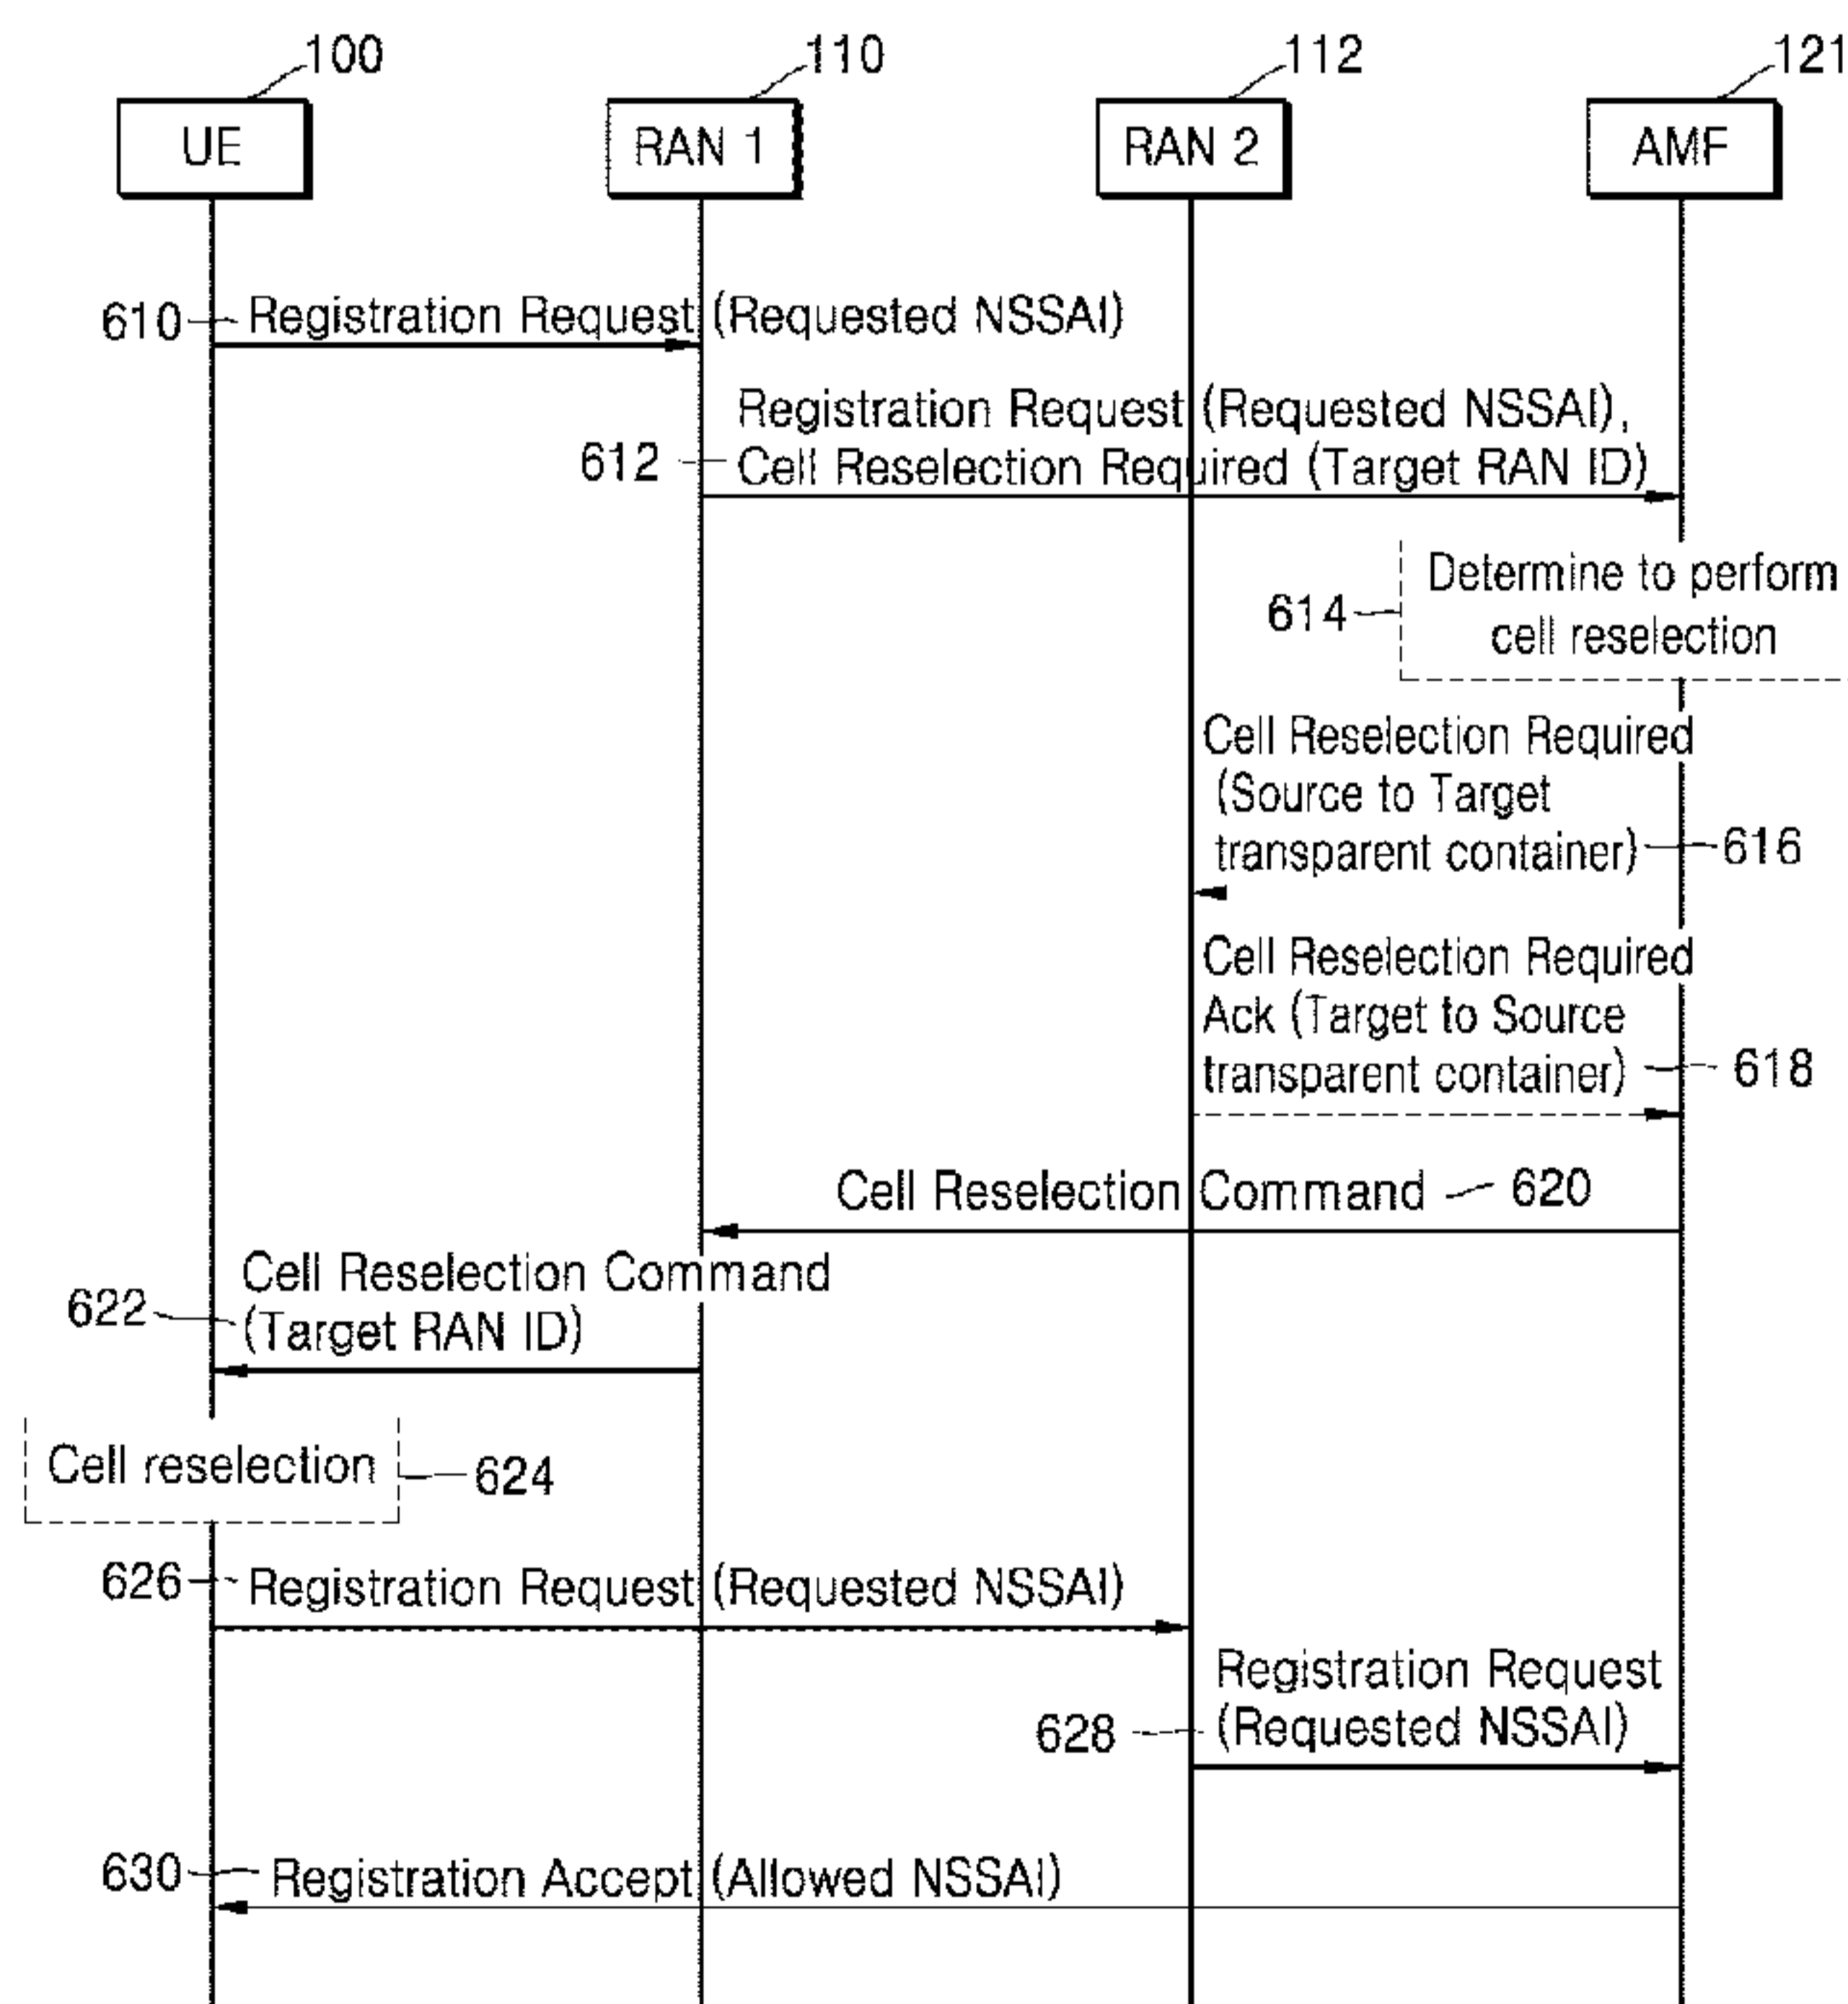 100
110
112
121
UE
RAN 1
RAN 2
AMF
610
Registration Request (Requested NSSAI)
Registration Request (Requested NSSAI),
612
Cell Reselection Required (Target RAN ID)
Determine to perform
614
cell reselection
Cell Reselection Required
(Source to Target
transparent container)
616
Cell Reselection Required
Ack (Target to Source
transparent container)
618
Cell Reselection Command
620
Cell Reselection Command
622
(Target RAN ID)
Cell reselection
624
626
Registration Request (Requested NSSAI)
Registration Request
628
(Requested NSSAI)
630
Registration Accept (Allowed NSSAI)